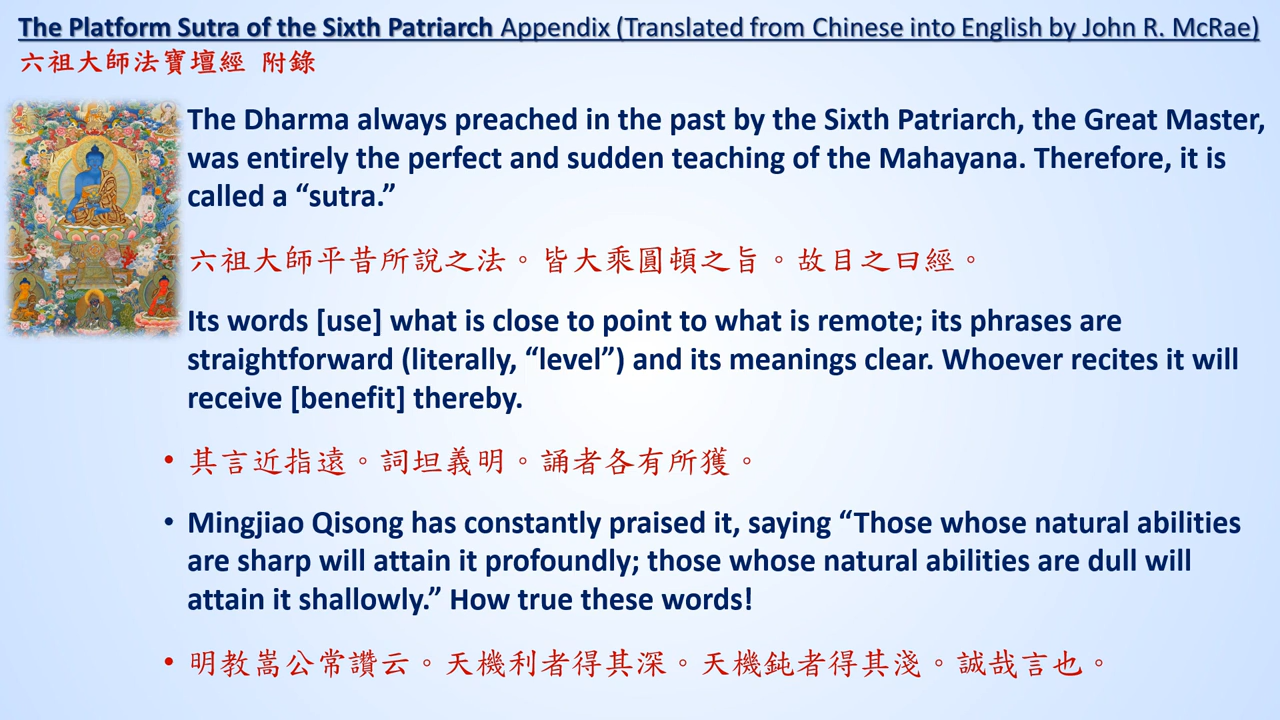 The Platform Sutra of the Sixth Patriarch Appendix (Translated from Chinese into English by John R. McRae)
六祖大師法寶壇經 附錄
The Dharma always preached in the past by the Sixth Patriarch, the Great Master,
was entirely the perfect and sudden teaching of the Mahayana. Therefore, it is
called a “sutra.”
六祖大師平昔所說之法。皆大乘圓頓之旨。故目之曰經。
Its words [use] what is close to point to what is remote; its phrases are
straightforward (literally, “level”) and its meanings clear. Whoever recites it will
receive [benefit] thereby.
• 其言近指遠。詞坦義明。誦者各有所獲。
• Mingjiao Qisong has constantly praised it, saying “Those whose natural abilities
are sharp will attain it profoundly; those whose natural abilities are dull will
attain it shallowly.” How true these words!
• 明教嵩公常讚云。天機利者得其深。天機鈍者得其淺。誠哉言也。